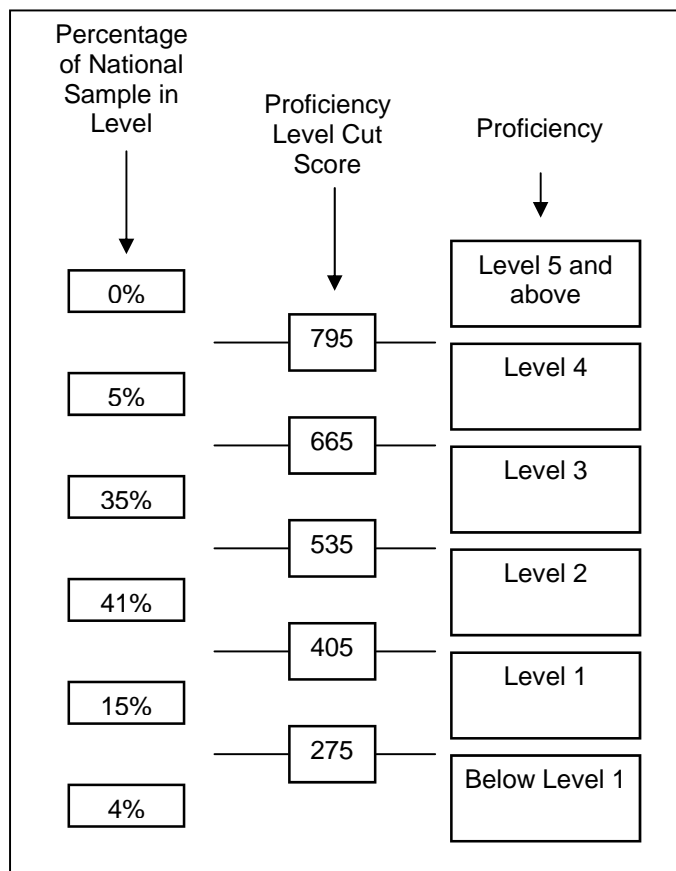 Percentage
of National
Sample in
Level
Proficiency
Level Cut
Score
Proficiency
0%
Level 5 and
above
795
5%
Level 4
665
35%
Level 3
535
41%
Level 2
405
15%
Level 1
275
4%
Below Level 1